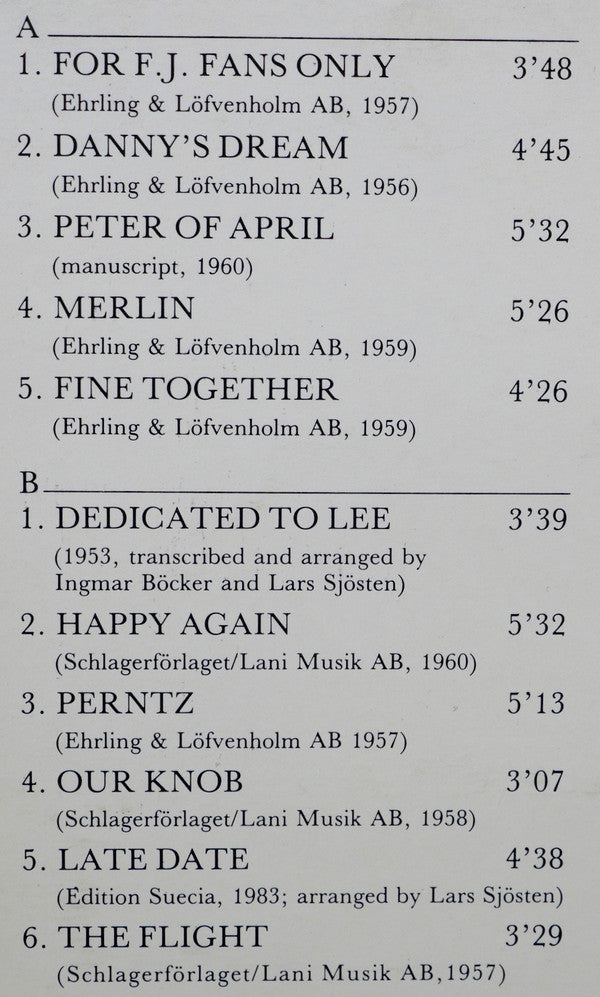 A
1. FOR F.J. FANS ONLY 3'48
(Ehrling & Löfvenholm AB, 1957)
2. DANNY'S DREAM 4'45
(Ehrling & Löfvenholm AB, 1956)
3. PETER OF APRIL 5'32
(manuscript, 1960)
4. MERLIN 5'26
(Ehrling & Löfvenholm AB, 1959)
5. FINE TOGETHER 4'26
(Ehrling & Löfvenholm AB, 1959)
B
1. DEDICATED TO LEE 3'39
(1953, transcribed and arranged by
Ingmar Böcker and Lars Sjösten)
2. HAPPY AGAIN 5'32
(Schlagerförlaget/Lani Musik AB, 1960)
3. PERNTZ 5'13
(Ehrling & Löfvenholm AB 1957)
4. OUR KNOB 3'07
(Schlagerförlaget/Lani Musik AB, 1958)
5. LATE DATE 4'38
(Edition Suecia, 1983; arranged by Lars Sjösten)
6. THE FLIGHT 3'29
(Schlagerförlaget/Lani Musik AB,1957)